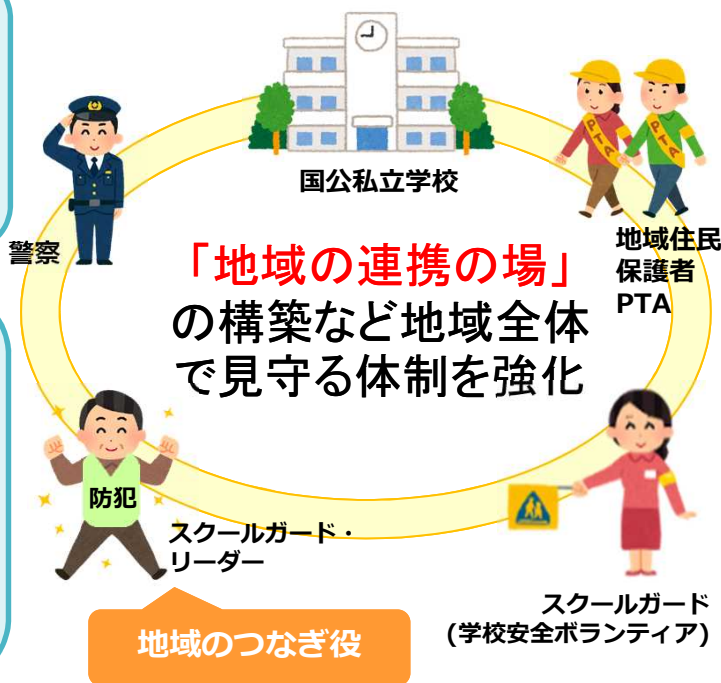 国公私立学校
警察
地域住民
保護者
PTA
PTA
PTA
「地域の連携の場」
の構築など地域全体
で見守る体制を強化
防犯
スクールガード・
リーダー
地域のつなぎ役
スクールガード
(学校安全ボランティア)